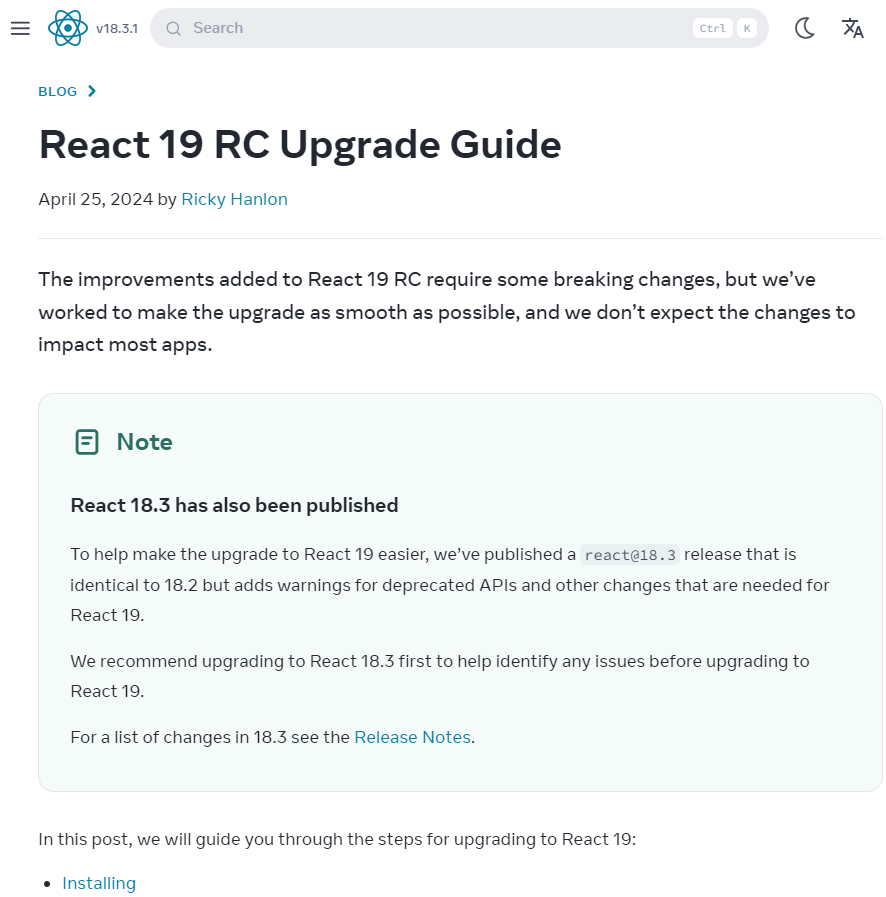 v18.3.1
Search
Ctrl K
BLOG
React 19 RC Upgrade Guide
April 25, 2024 by Ricky Hanlon
The improvements added to React 19 RC require some breaking changes, but we’ve
worked to make the upgrade as smooth as possible, and we don’t expect the changes to
impact most apps.
Note
React 18.3 has also been published
To help make the upgrade to React 19 easier, we’ve published a react@18.3 release that is
identical to 18.2 but adds warnings for deprecated APIs and other changes that are needed for
React 19.
We recommend upgrading to React 18.3 first to help identify any issues before upgrading to
React 19.
For a list of changes in 18.3 see the Release Notes.
In this post, we will guide you through the steps for upgrading to React 19:
• Installing